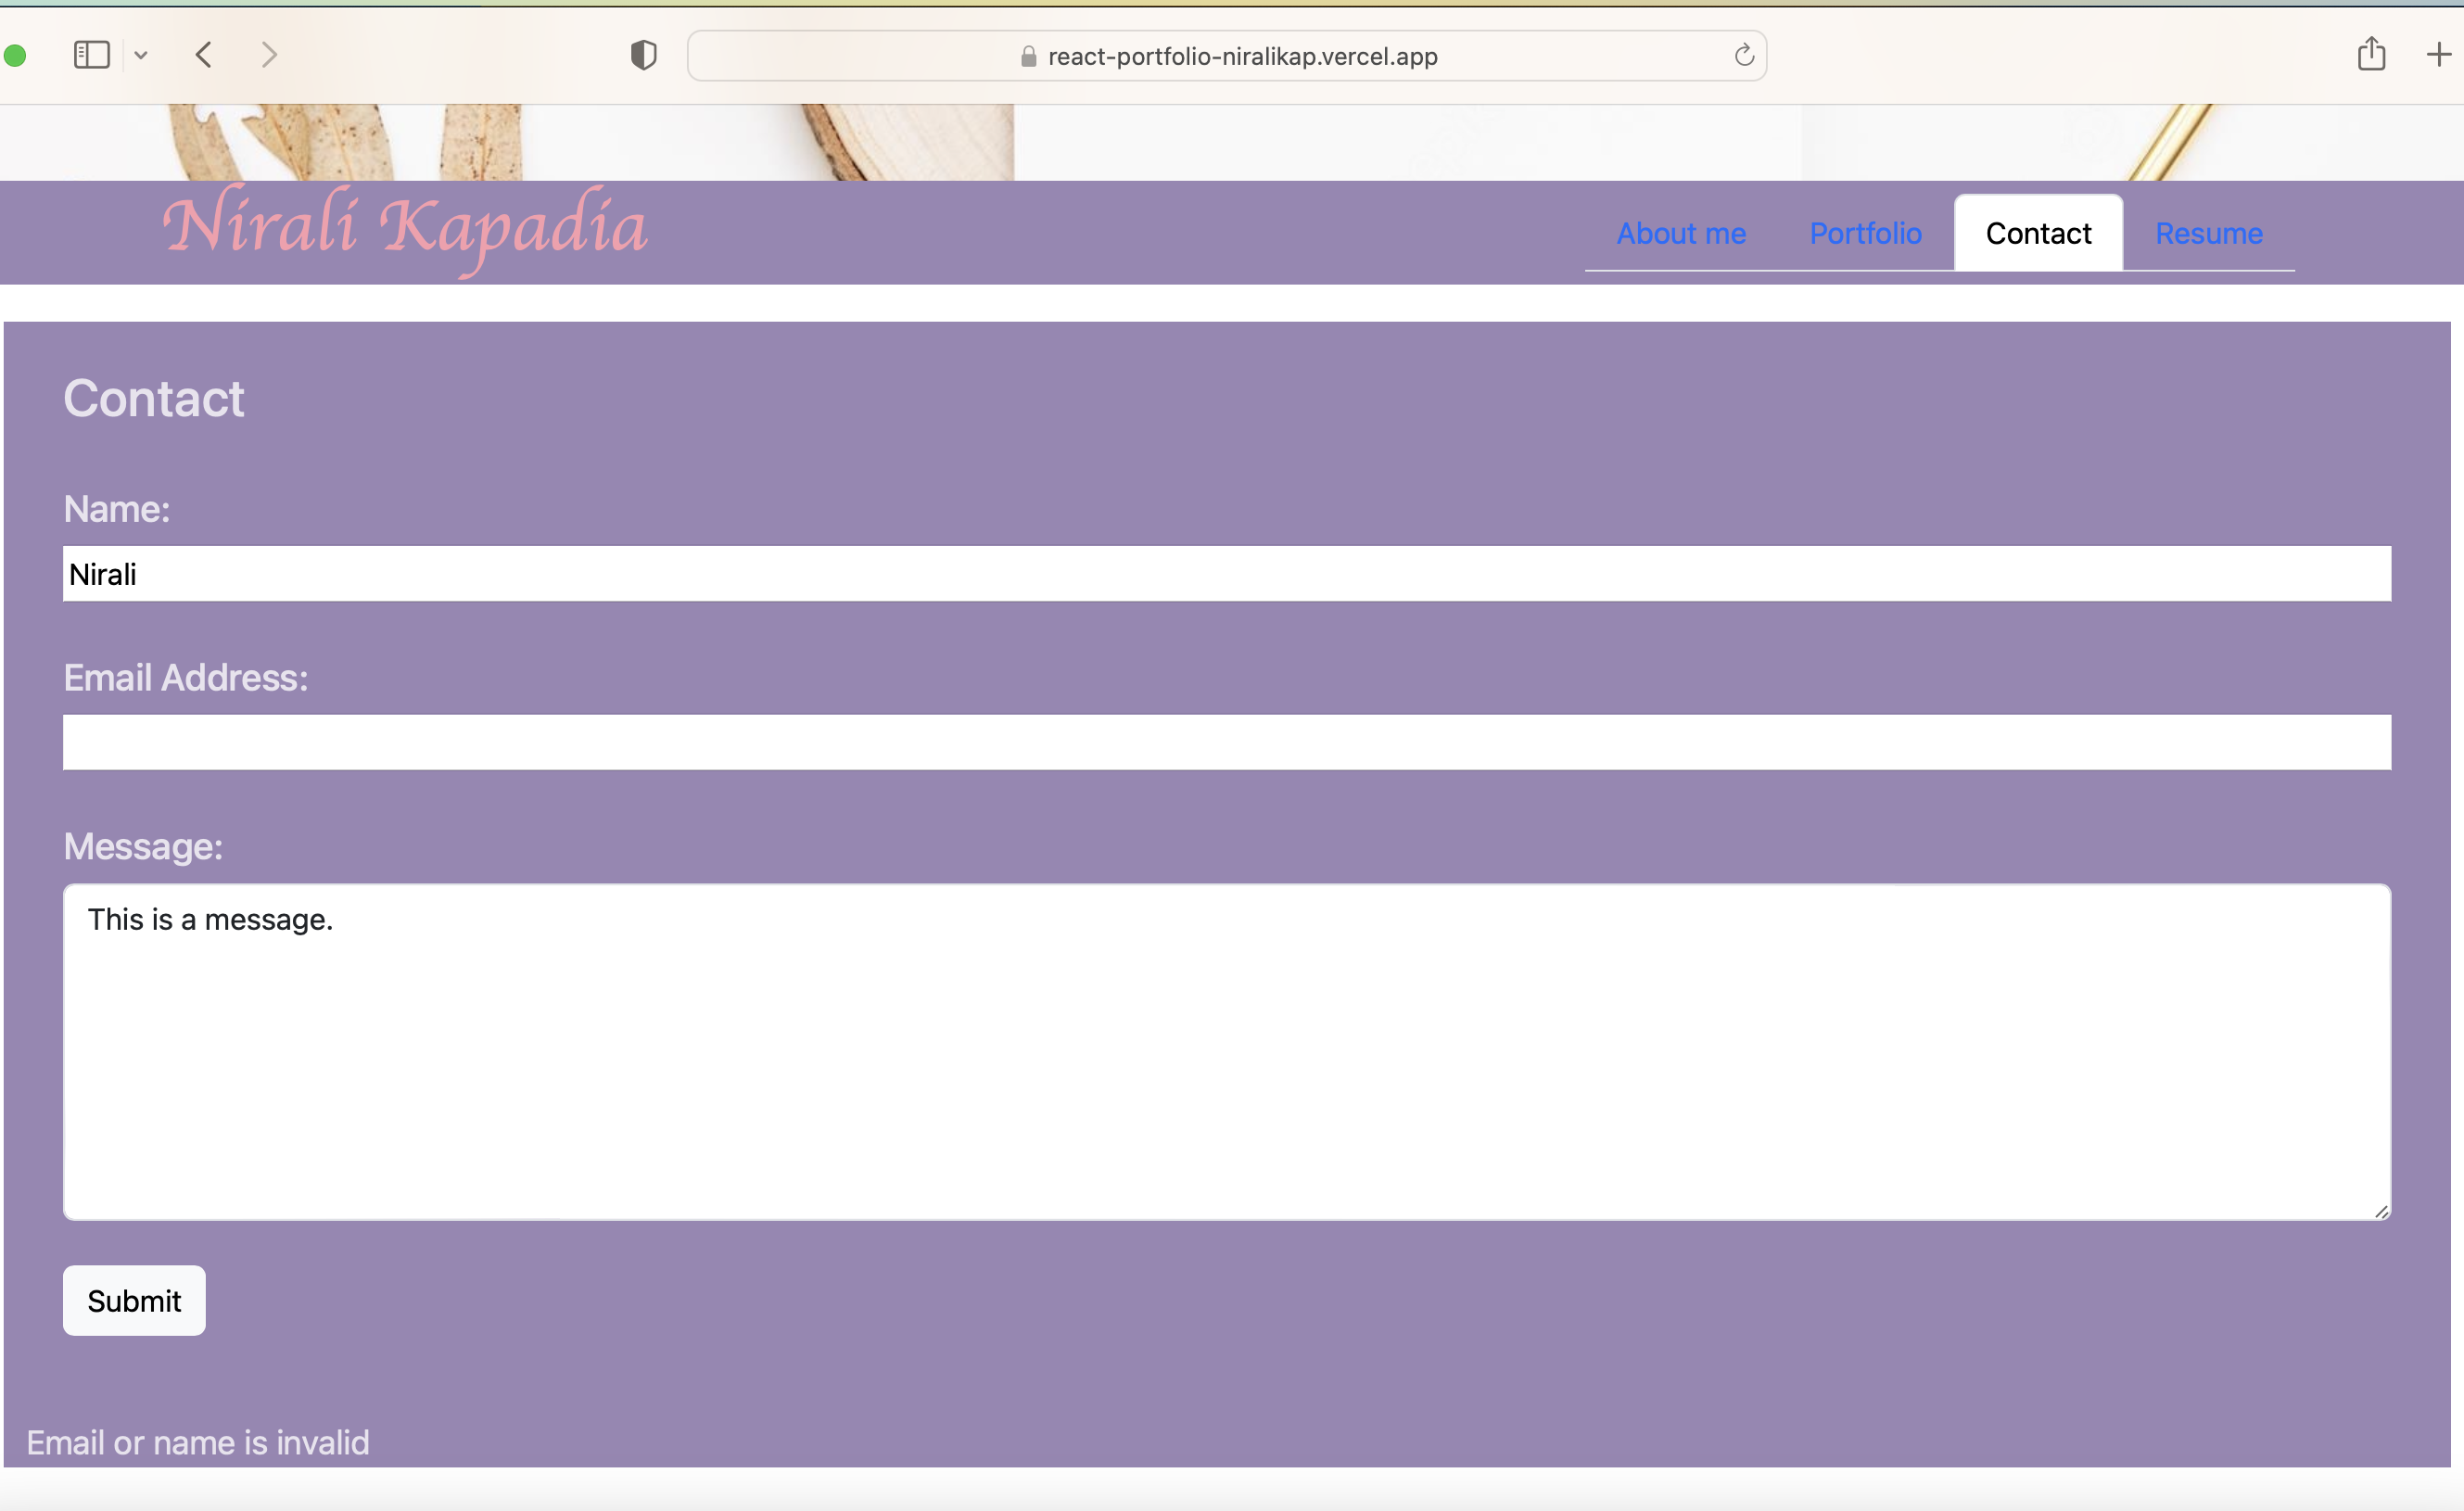 react-portfolio-niralikap.vercel.app
Nirali Kapadia
About me Portfolio Contact Resume
Contact
Name:
Nirali
Email Address:
Message:
This is a message.
Submit
Email or name is invalid